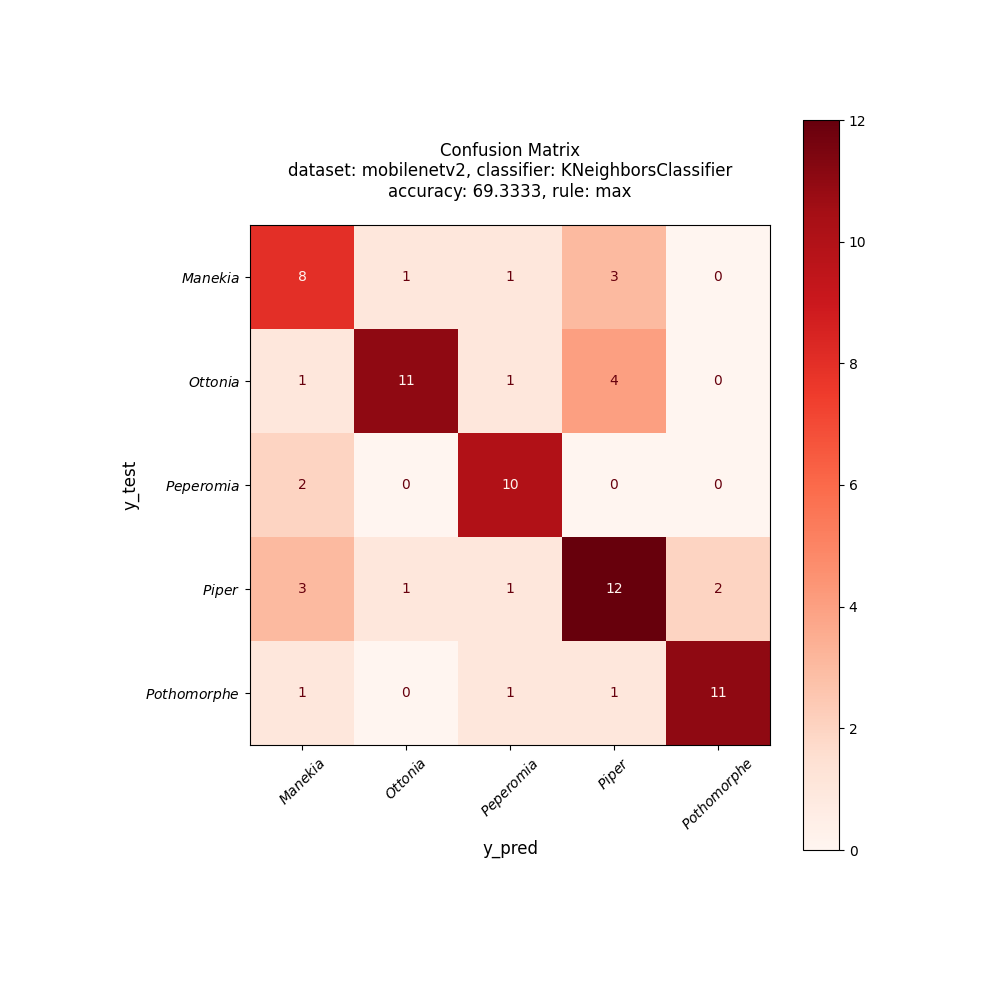 Confusion Matrix
dataset: mobilenetv2, classifier: KNeighborsClassifier
accuracy: 69.3333, rule: max
12
10
8
6
4
2
0
y_test
Manekia 8 1 1 3 0
Ottonia 1 11 1 4 0
Peperomia 2 0 10 0 0
Piper 3 1 1 12 2
Pothomorphe 1 0 1 1 11
Manekia Ottonia Peperomia Piper Pothomorphe
y_pred